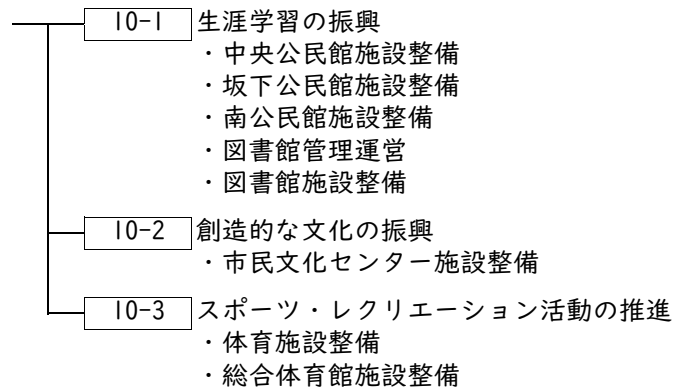 10-1 生涯学習の振興
・中央公民館施設整備
・坂下公民館施設整備
・南公民館施設整備
・図書館管理運営
・図書館施設整備
10-2 創造的な文化の振興
・市民文化センター施設整備
10-3 スポーツ・レクリエーション活動の推進
・体育施設整備
・総合体育館施設整備